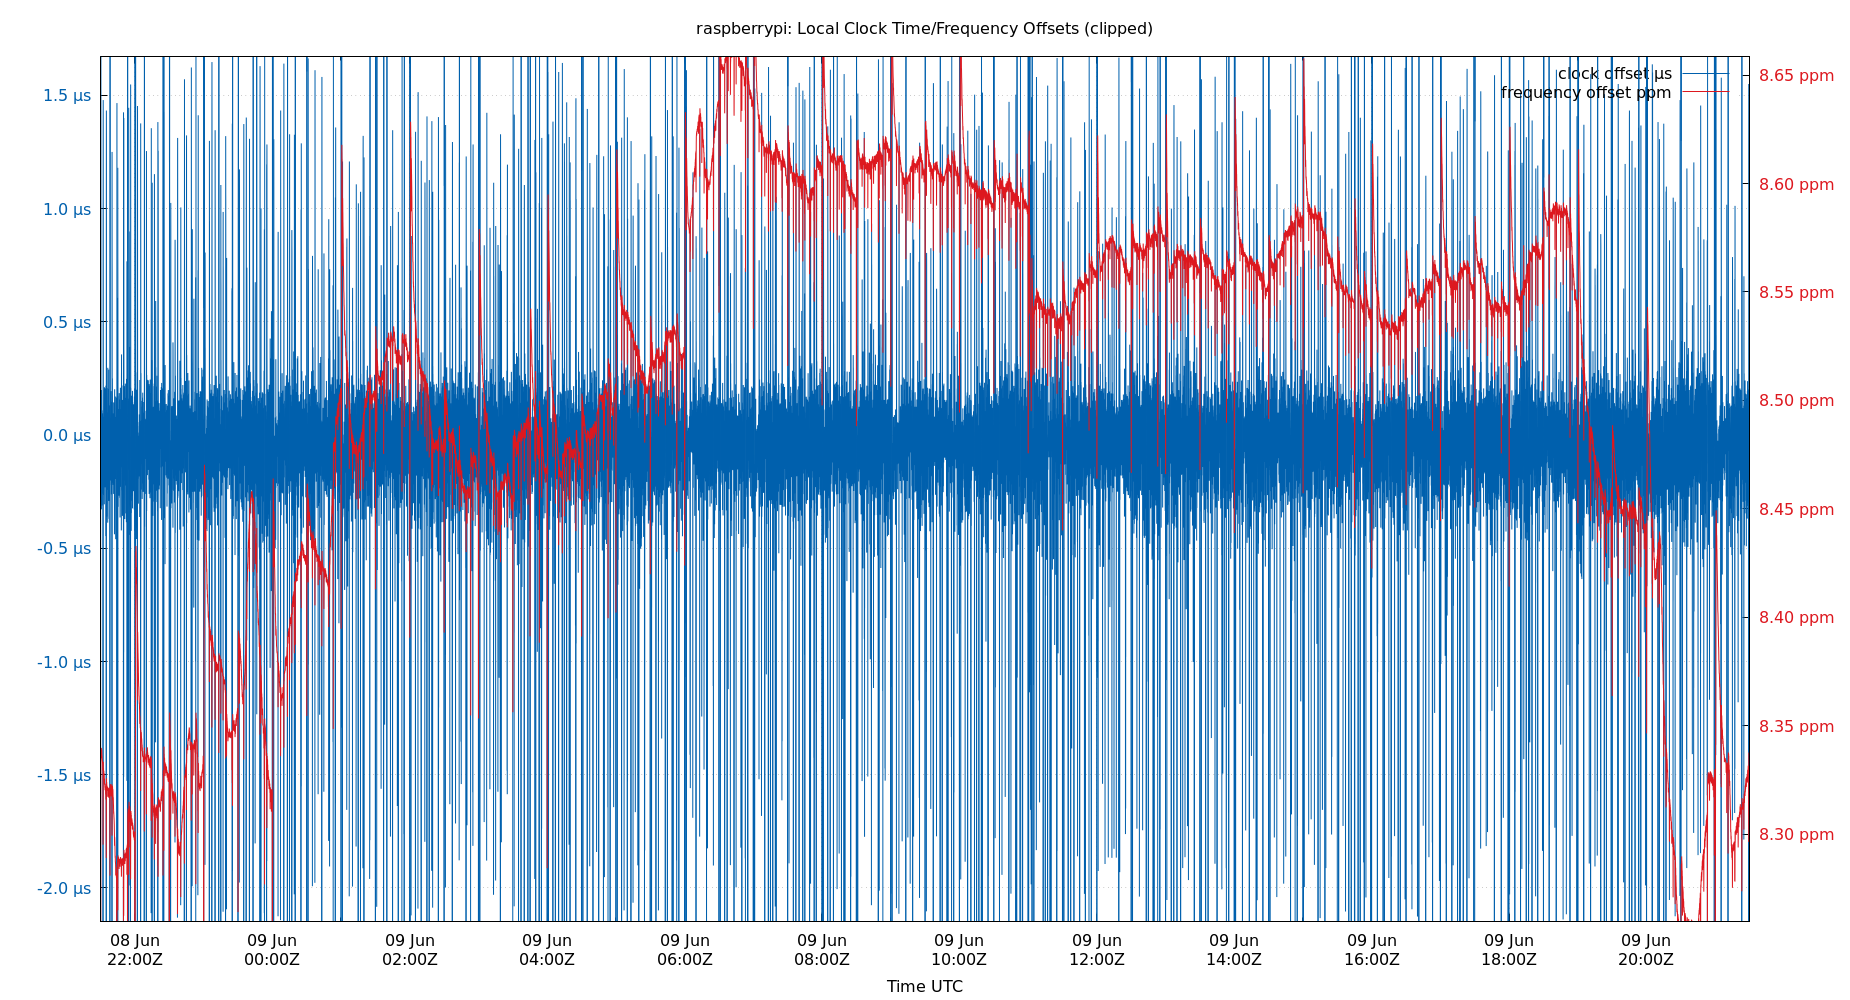 raspberrypi: Local Clock Time/Frequency Offsets (clipped)
clock offset µs
frequency offset ppm
1.5 µs
1.0 µs
0.5 µs
0.0 µs
-0.5 µs
-1.0 µs
-1.5 µs
-2.0 µs
8.65 ppm
8.60 ppm
8.55 ppm
8.50 ppm
8.45 ppm
8.40 ppm
8.35 ppm
8.30 ppm
08 Jun 09 Jun 09 Jun 09 Jun 09 Jun 09 Jun 09 Jun 09 Jun 09 Jun 09 Jun 09 Jun 09 Jun
22:00Z 00:00Z 02:00Z 04:00Z 06:00Z 08:00Z 10:00Z 12:00Z 14:00Z 16:00Z 18:00Z 20:00Z
Time UTC